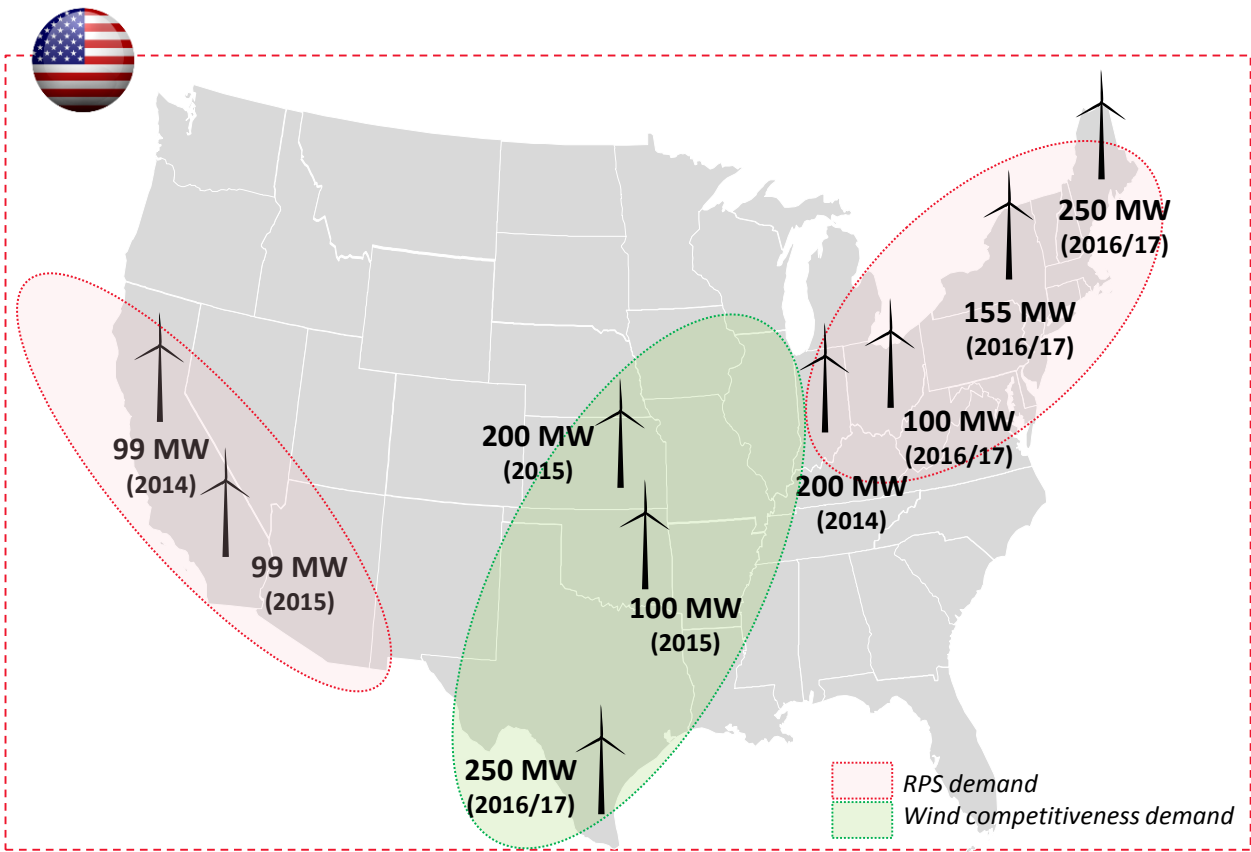 250 MW
(2016/17)
155 MW
(2016/17)
100 MW
(2016/17)
200 MW
(2014)
99 MW
(2014)
99 MW
(2015)
200 MW
(2015)
100 MW
(2015)
250 MW
(2016/17)
RPS demand
Wind competitiveness demand